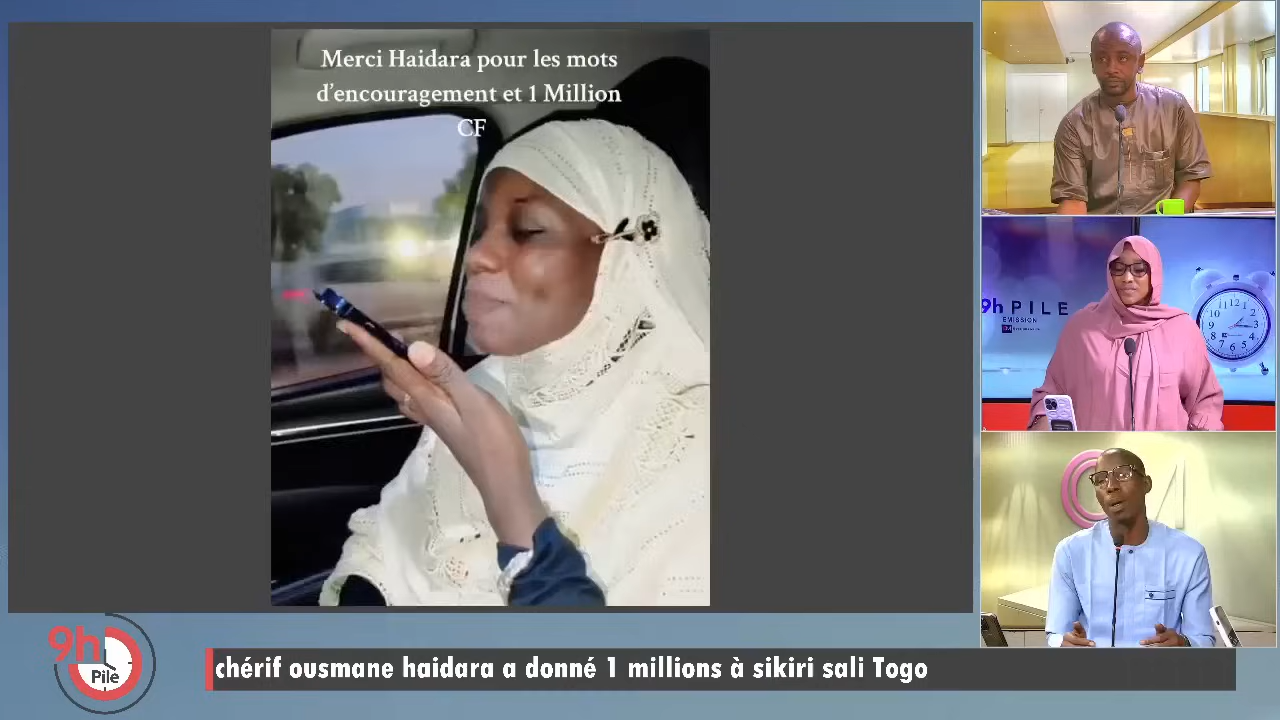 Merci Haidara pour les mots
d’encouragement et 1 Million
CF
9h PILE
EMISSION
9h
Pile
chérif ousmane haidara a donné 1 millions à sikiri sali Togo